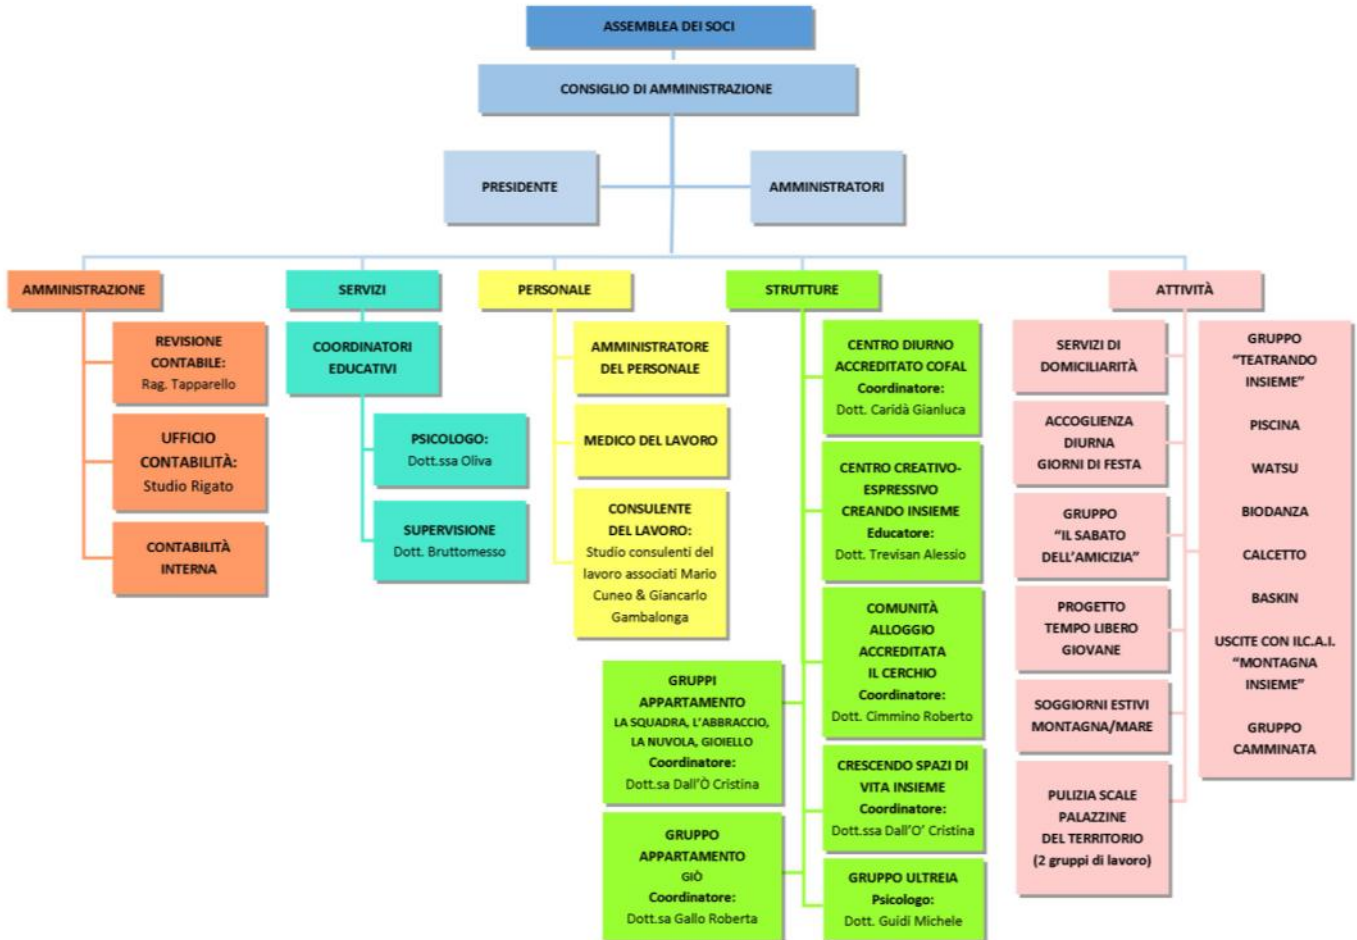 ASSEMBLEA DEI SOCI
CONSIGLIO DI AMMINISTRAZIONE
PRESIDENTE
AMMINISTRATORI
AMMINISTRAZIONE
REVISIONE
CONTABILE:
Rag. Tapparello
UFFICIO
CONTABILITÀ:
Studio Rigato
CONTABILITÀ
INTERNA
SERVIZI
COORDINATORI
EDUCATIVI
PSICOLOGO:
Dott.ssa Oliva
SUPERVISIONE
Dott. Bruttomesso
PERSONALE
AMMINISTRATORE
DEL PERSONALE
MEDICO DEL LAVORO
CONSULENTE
DEL LAVORO:
Studio consulenti del
lavoro associati Mario
Cuneo & Giancarlo
Gambalonga
STRUTTURE
CENTRO DIURNO
ACCREDITATO COFAL
Coordinatore:
Dott. Caridà Gianluca
CENTRO CREATIVO-
ESPRESSIVO
CREANDO INSIEME
Educatore:
Dott. Trevisan Alessio
COMUNITÀ
ALLOGGIO
ACCREDITATA
IL CERCHIO
Coordinatore:
Dott. Cimmino Roberto
GRUPPI
APPARTAMENTO
LA SQUADRA, L'ABBRACCIO,
LA NUVOLA, GIOIELLO
Coordinatore:
Dott.sa Dall'Ò Cristina
CRESCENDO SPAZI DI
VITA INSIEME
Coordinatore:
Dott.ssa Dall'O' Cristina
GRUPPO
APPARTAMENTO
GIÒ
Coordinatore:
Dott.sa Gallo Roberta
GRUPPO ULTREIA
Psicologo:
Dott. Guidi Michele
ATTIVITÀ
SERVIZI DI
DOMICILIARITÀ
ACCOGLIENZA
DIURNA
GIORNI DI FESTA
GRUPPO
"IL SABATO
DELL'AMICIZIA"
PROGETTO
TEMPO LIBERO
GIOVANE
SOGGIORNI ESTIVI
MONTAGNA/MARE
PULIZIA SCALE
PALAZZINE
DEL TERRITORIO
(2 gruppi di lavoro)
GRUPPO
"TEATRANDO
INSIEME"
PISCINA
WATSU
BIODANZA
CALCETTO
BASKIN
USCITE CON ILC.A.I.
"MONTAGNA
INSIEME"
GRUPPO
CAMMINATA